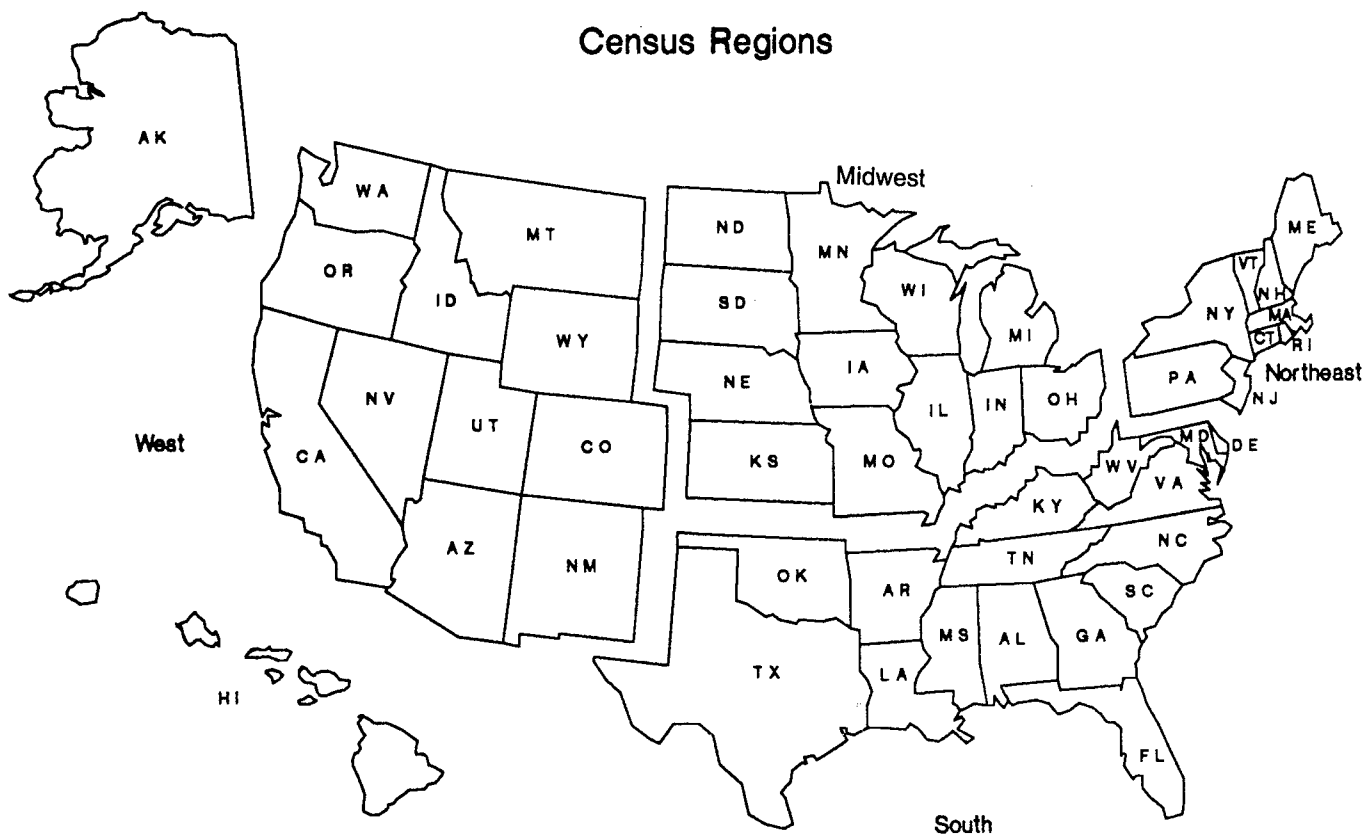 Census Regions
AK
WA
MT
ND
Midwest
MN
ME
OR
ID
SD
WI
VT
NH
NY
MA
WY
MI
CT
RI
NE
IA
PA
Northeast
NV
UT
CO
IL
IN
OH
NJ
West
CA
KS
MO
WV
MD
DE
VA
KY
AZ
NM
OK
AR
TN
NC
SC
MS
AL
GA
TX
LA
HI
FL
South